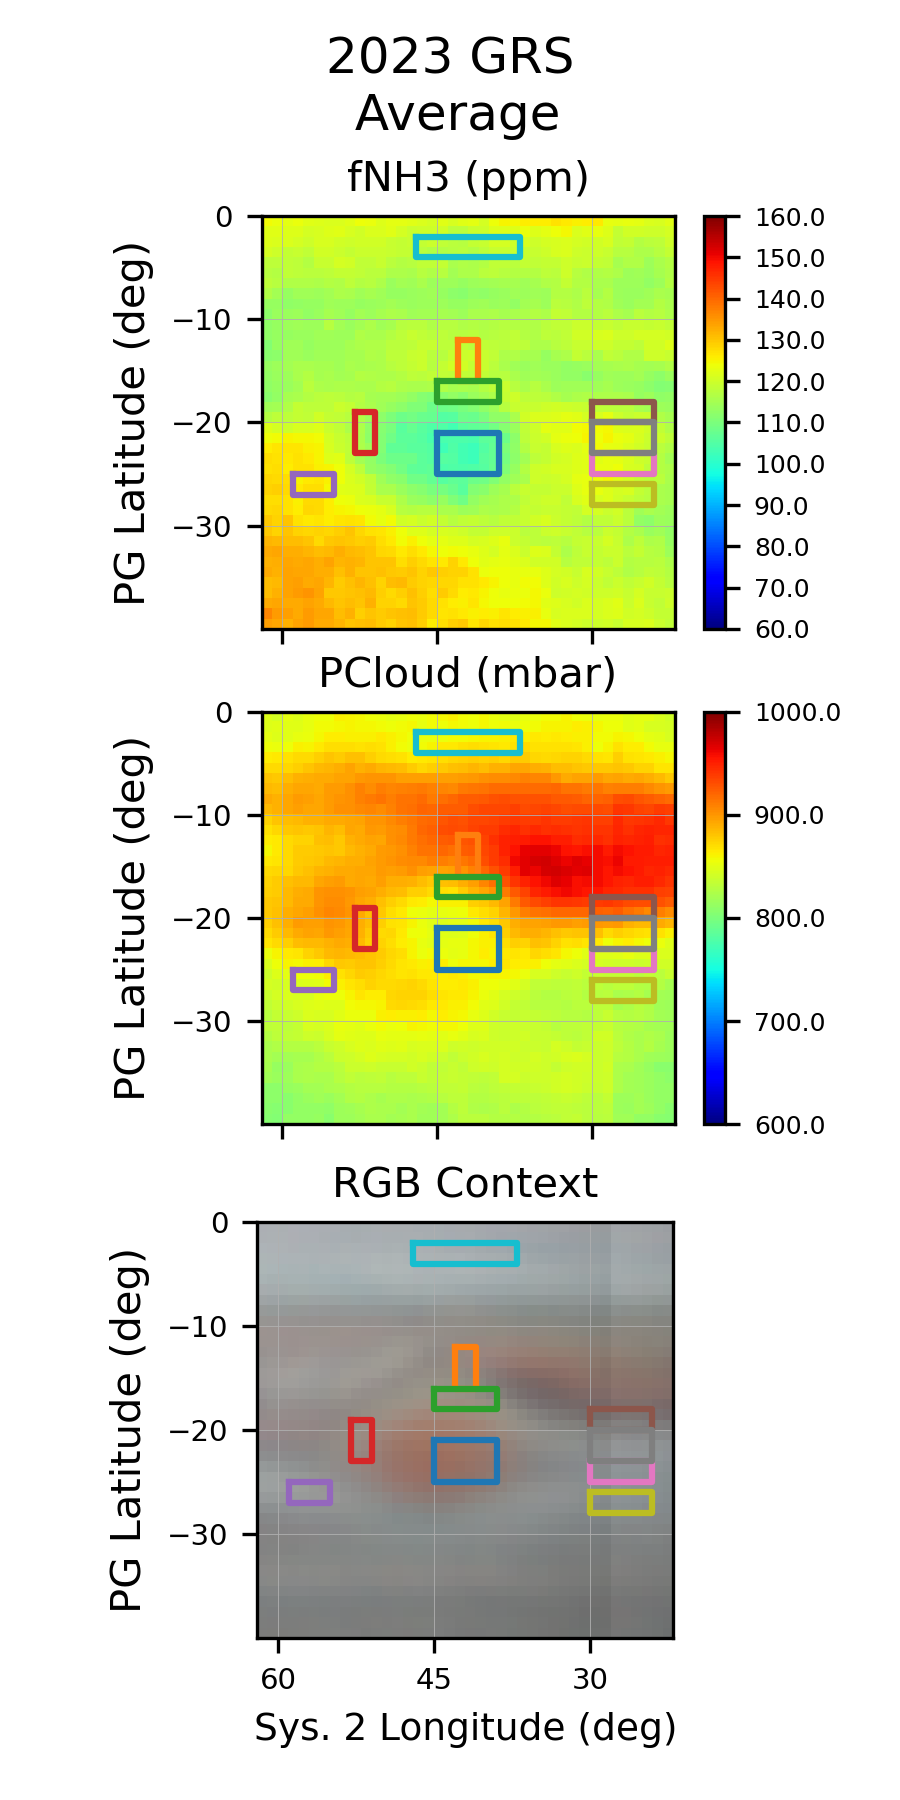 2023 GRS
Average
fNH3 (ppm)
PG Latitude (deg)
0
−10
−20
−30
160.0
150.0
140.0
130.0
120.0
110.0
100.0
90.0
80.0
70.0
60.0
PCloud (mbar)
PG Latitude (deg)
0
−10
−20
−30
1000.0
900.0
800.0
700.0
600.0
RGB Context
PG Latitude (deg)
0
−10
−20
−30
60 45 30
Sys. 2 Longitude (deg)